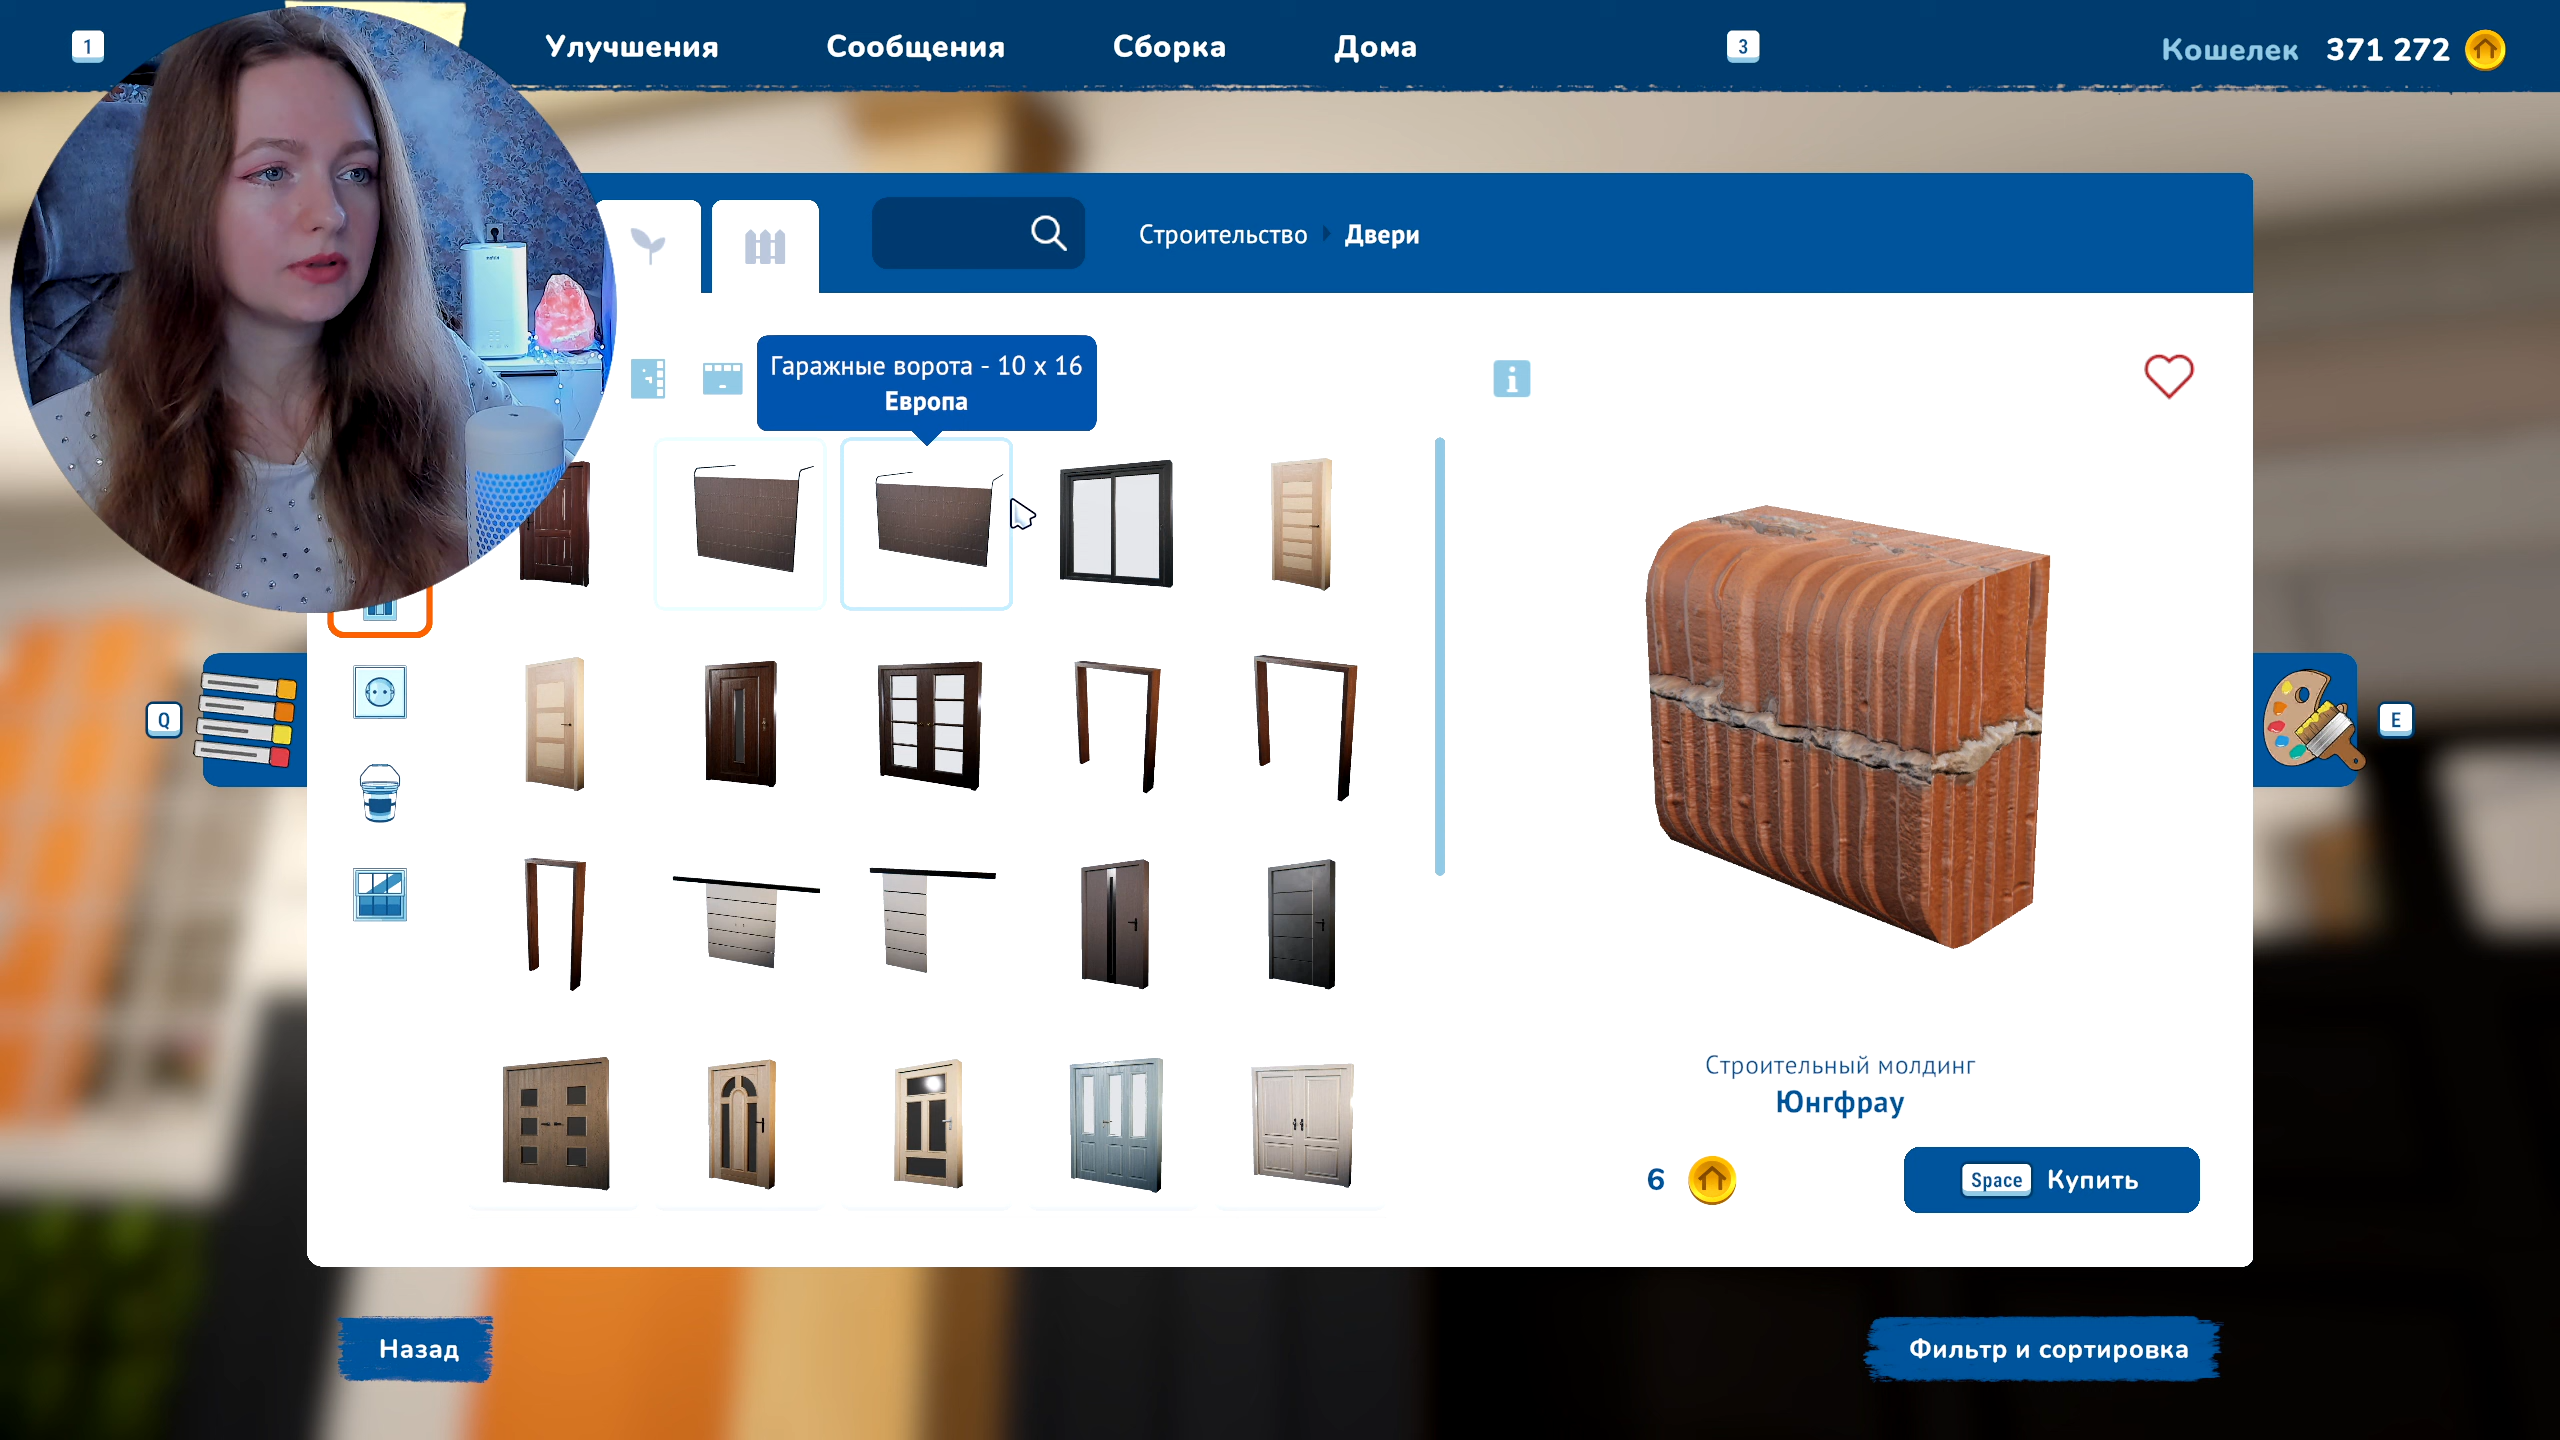 1
Улучшения
Сообщения
Сборка
Дома
3
Кошелек 371 272
Строительство
Двери
Гаражные ворота - 10 x 16
Европа
i
Q
E
Строительный молдинг
Юнгфрау
6
Space Купить
Назад
Фильтр и сортировка